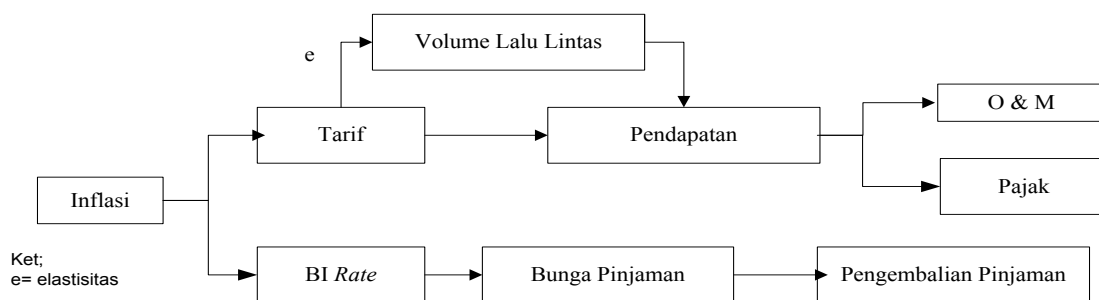 Volume Lalu Lintas
e
O & M
Tarif
Pendapatan
Pajak
Inflasi
Ket;
e= elastisitas
BI Rate
Bunga Pinjaman
Pengembalian Pinjaman